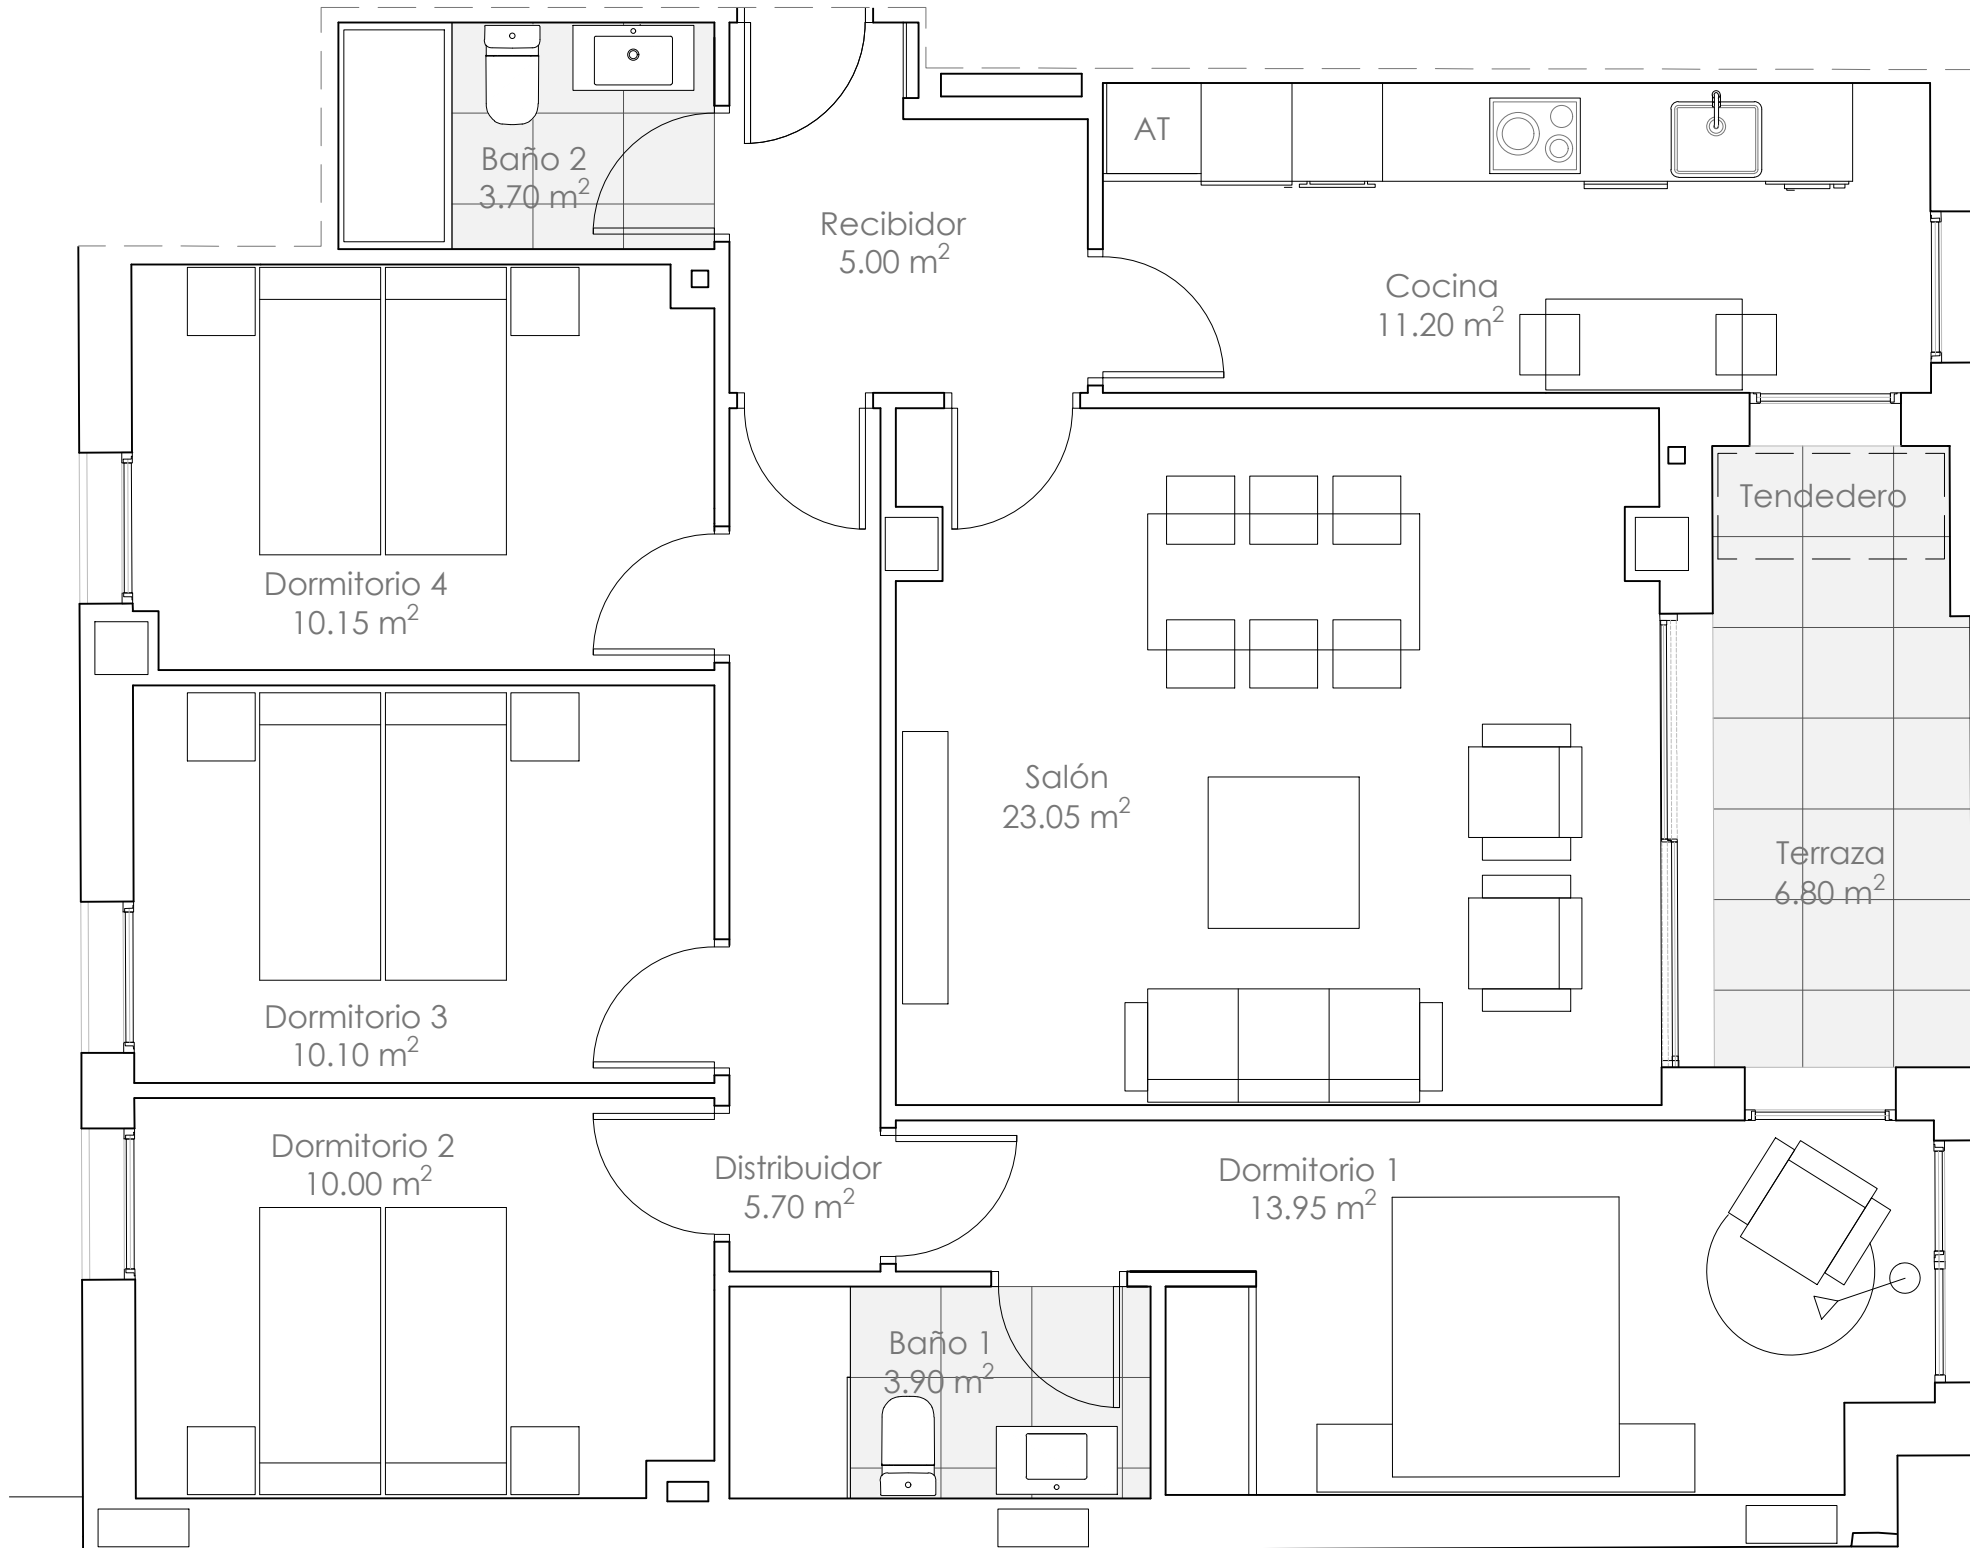 AT
Baño 2
3.70 m²
Recibidor
5.00 m²
Cocina
11.20 m²
Tendedero
Dormitorio 4
10.15 m²
Salón
23.05 m²
Terraza
6.80 m²
Dormitorio 3
10.10 m²
Dormitorio 2
10.00 m²
Distribuidor
5.70 m²
Dormitorio 1
13.95 m²
Baño 1
3.90 m²